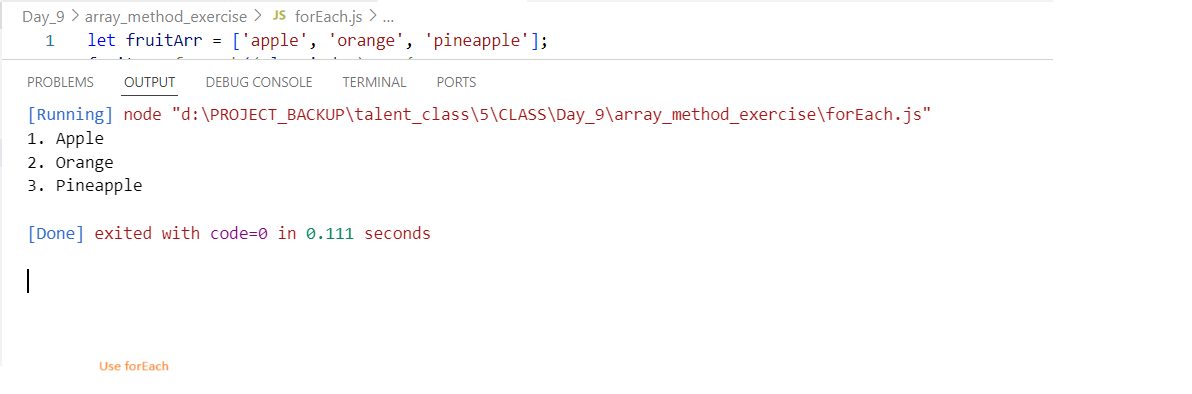 Day_9 > array_method_exercise > JS forEach.js > ...
1 let fruitArr = ['apple', 'orange', 'pineapple'];
PROBLEMS OUTPUT DEBUG CONSOLE TERMINAL PORTS
[Running] node "d:\PROJECT_BACKUP\talent_class\5\CLASS\Day_9\array_method_exercise\forEach.js"
1. Apple
2. Orange
3. Pineapple
[Done] exited with code=0 in 0.111 seconds
Use forEach